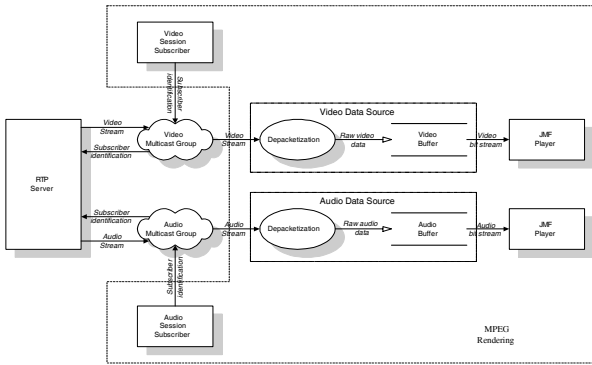 Video
Session
Subscriber
Subscriber
identification
Video
Stream
Video
Multicast Group
Subscriber
identification
Video
Stream
Video Data Source
Depacketization
Raw video
data
Video
Buffer
Video
bit stream
JMF
Player
RTP
Server
Subscriber
identification
Audio
Stream
Audio
Multicast Group
Audio
Stream
Audio Data Source
Depacketization
Raw audio
data
Audio
Buffer
Audio
bit stream
JMF
Player
Subscriber
identification
Audio
Session
Subscriber
MPEG
Rendering